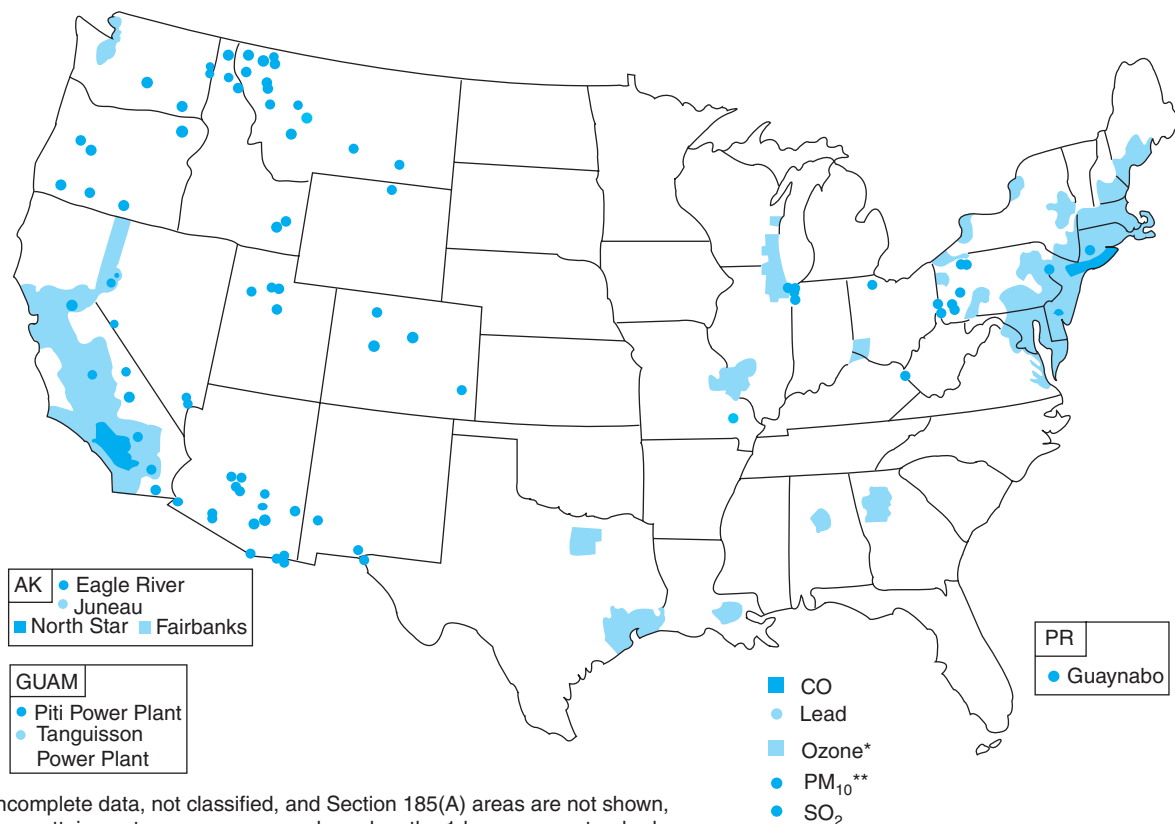 AK
Eagle River
Juneau
North Star Fairbanks
GUAM
Piti Power Plant
Tanguisson
Power Plant
PR
Guaynabo
CO
Lead
Ozone*
PM10**
SO2
ncomplete data, not classified, and Section 185(A) areas are not shown,